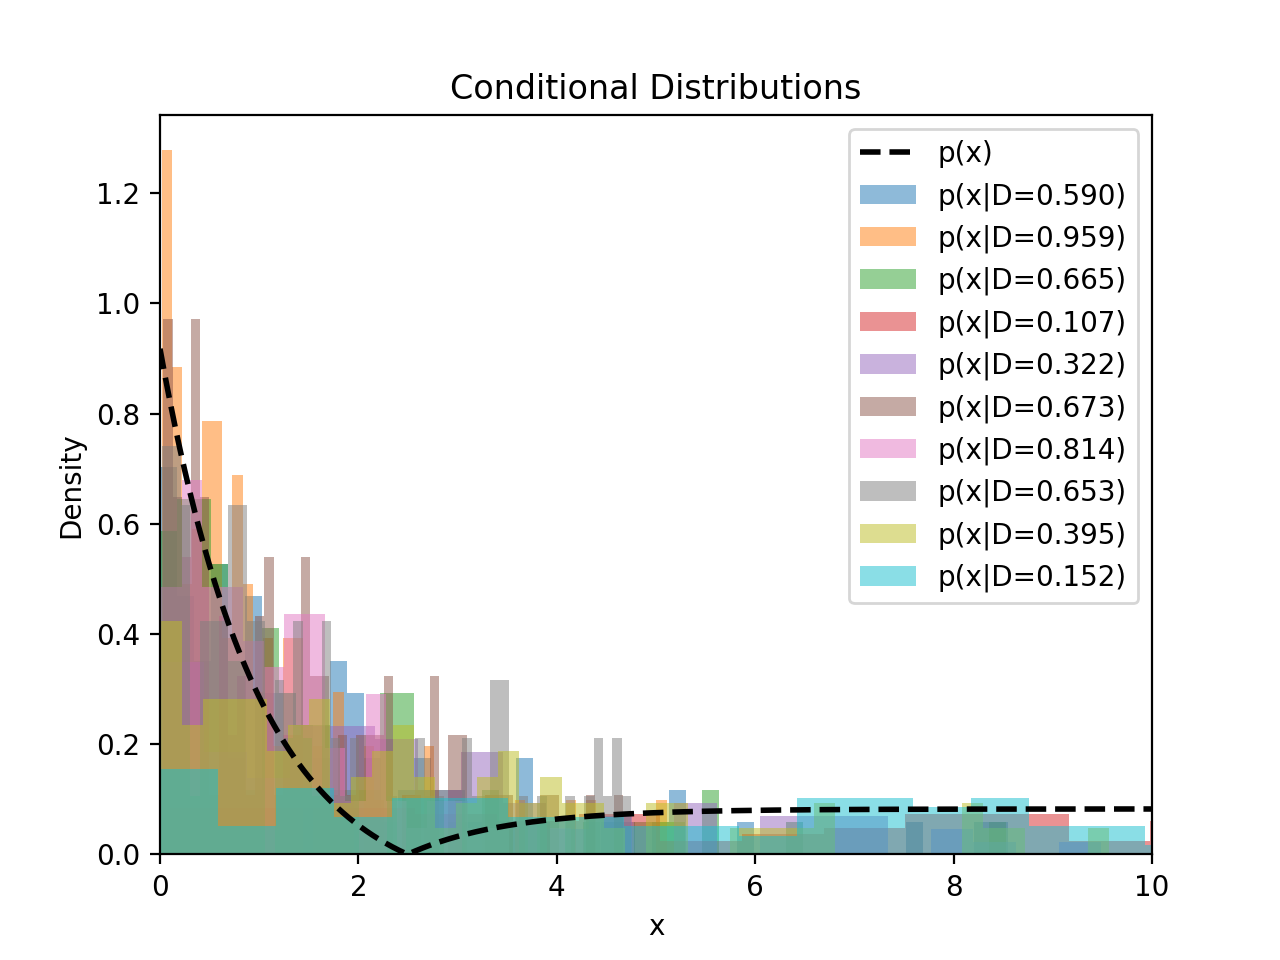 Conditional Distributions
p(x)
p(x|D=0.590)
p(x|D=0.959)
p(x|D=0.665)
p(x|D=0.107)
p(x|D=0.322)
p(x|D=0.673)
p(x|D=0.814)
p(x|D=0.653)
p(x|D=0.395)
p(x|D=0.152)
Density
1.2
1.0
0.8
0.6
0.4
0.2
0.0
0 2 4 6 8 10
x